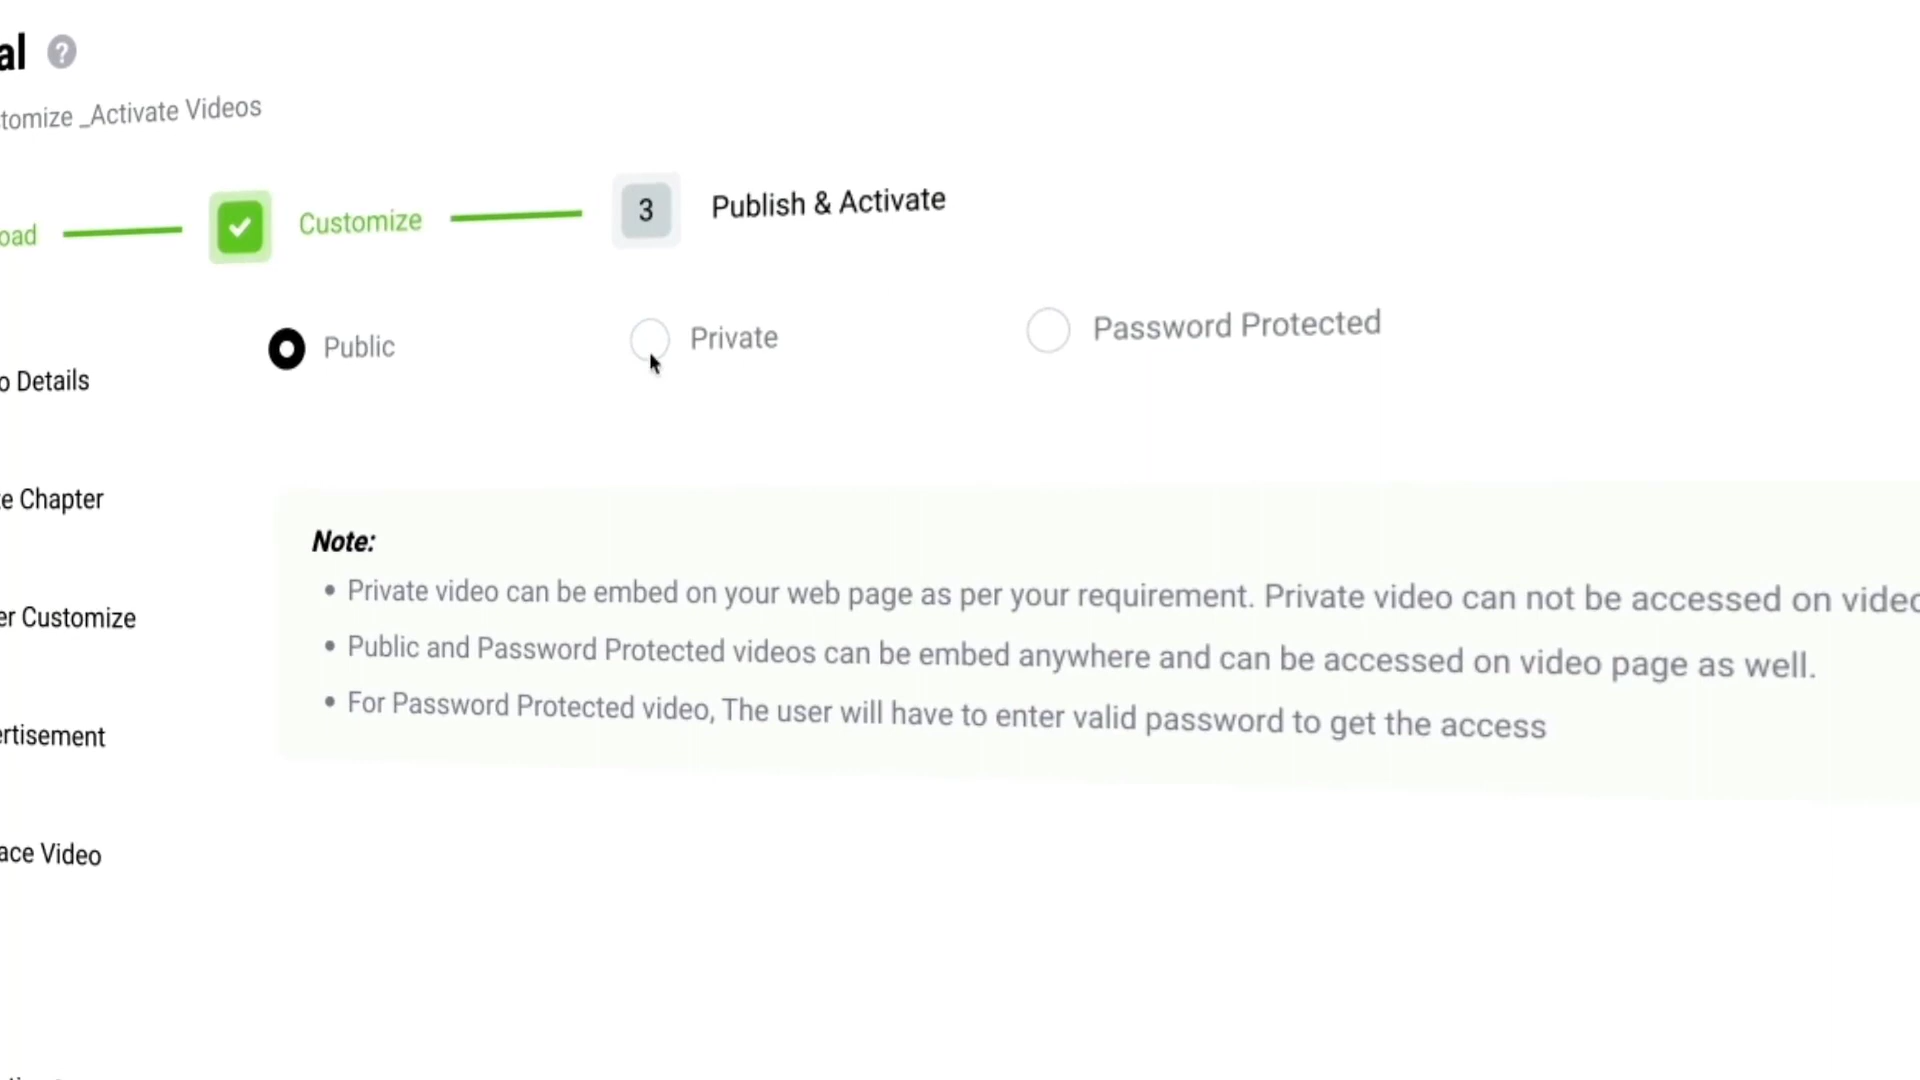 al ?
tomize _Activate Videos
oad Customize 3 Publish & Activate
Public Private Password Protected
o Details
e Chapter
er Customize
ertisement
ace Video
Note:
• Private video can be embed on your web page as per your requirement. Private video can not be accessed on video
• Public and Password Protected videos can be embed anywhere and can be accessed on video page as well.
• For Password Protected video, The user will have to enter valid password to get the access